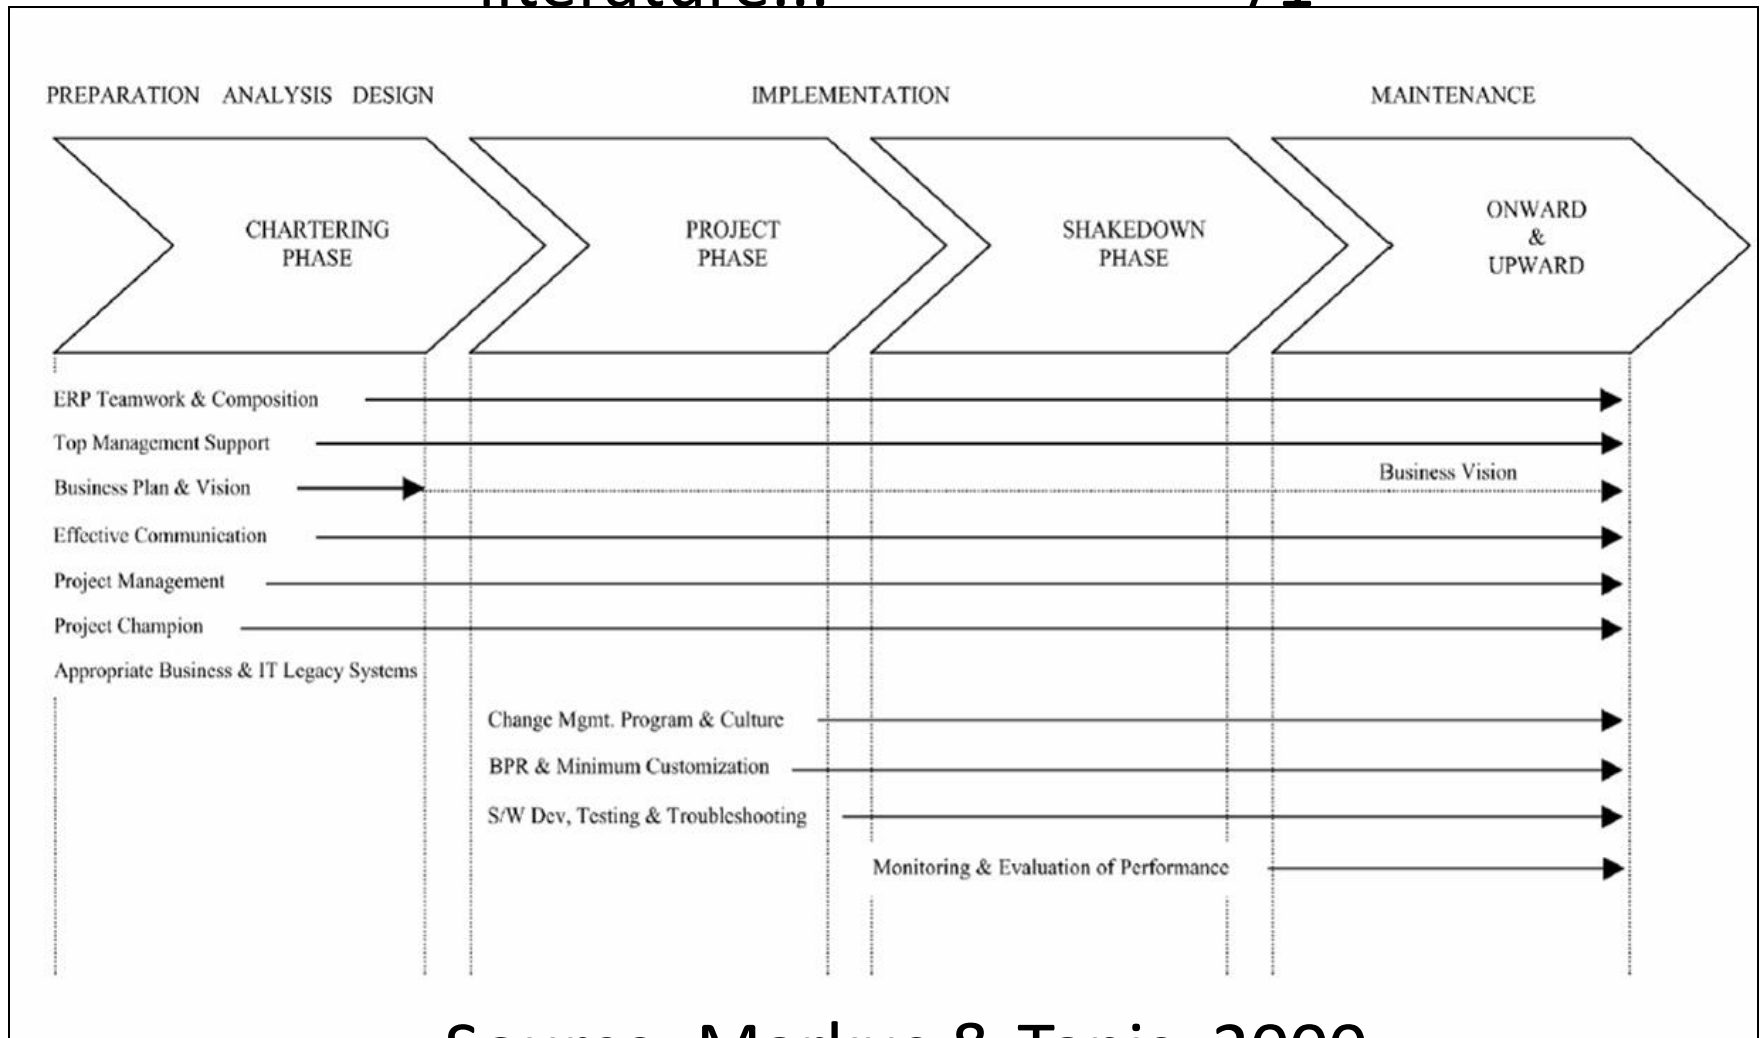 literature...
PREPARATION ANALYSIS DESIGN IMPLEMENTATION MAINTENANCE
CHARTERING
PHASE
PROJECT
PHASE
SHAKEDOWN
PHASE
ONWARD
&
UPWARD
ERP Teamwork & Composition
Top Management Support
Business Vision
Business Plan & Vision
Effective Communication
Project Management
Project Champion
Appropriate Business & IT Legacy Systems
Change Mgmt. Program & Culture
BPR & Minimum Customization
S/W Dev, Testing & Troubleshooting
Monitoring & Evaluation of Performance